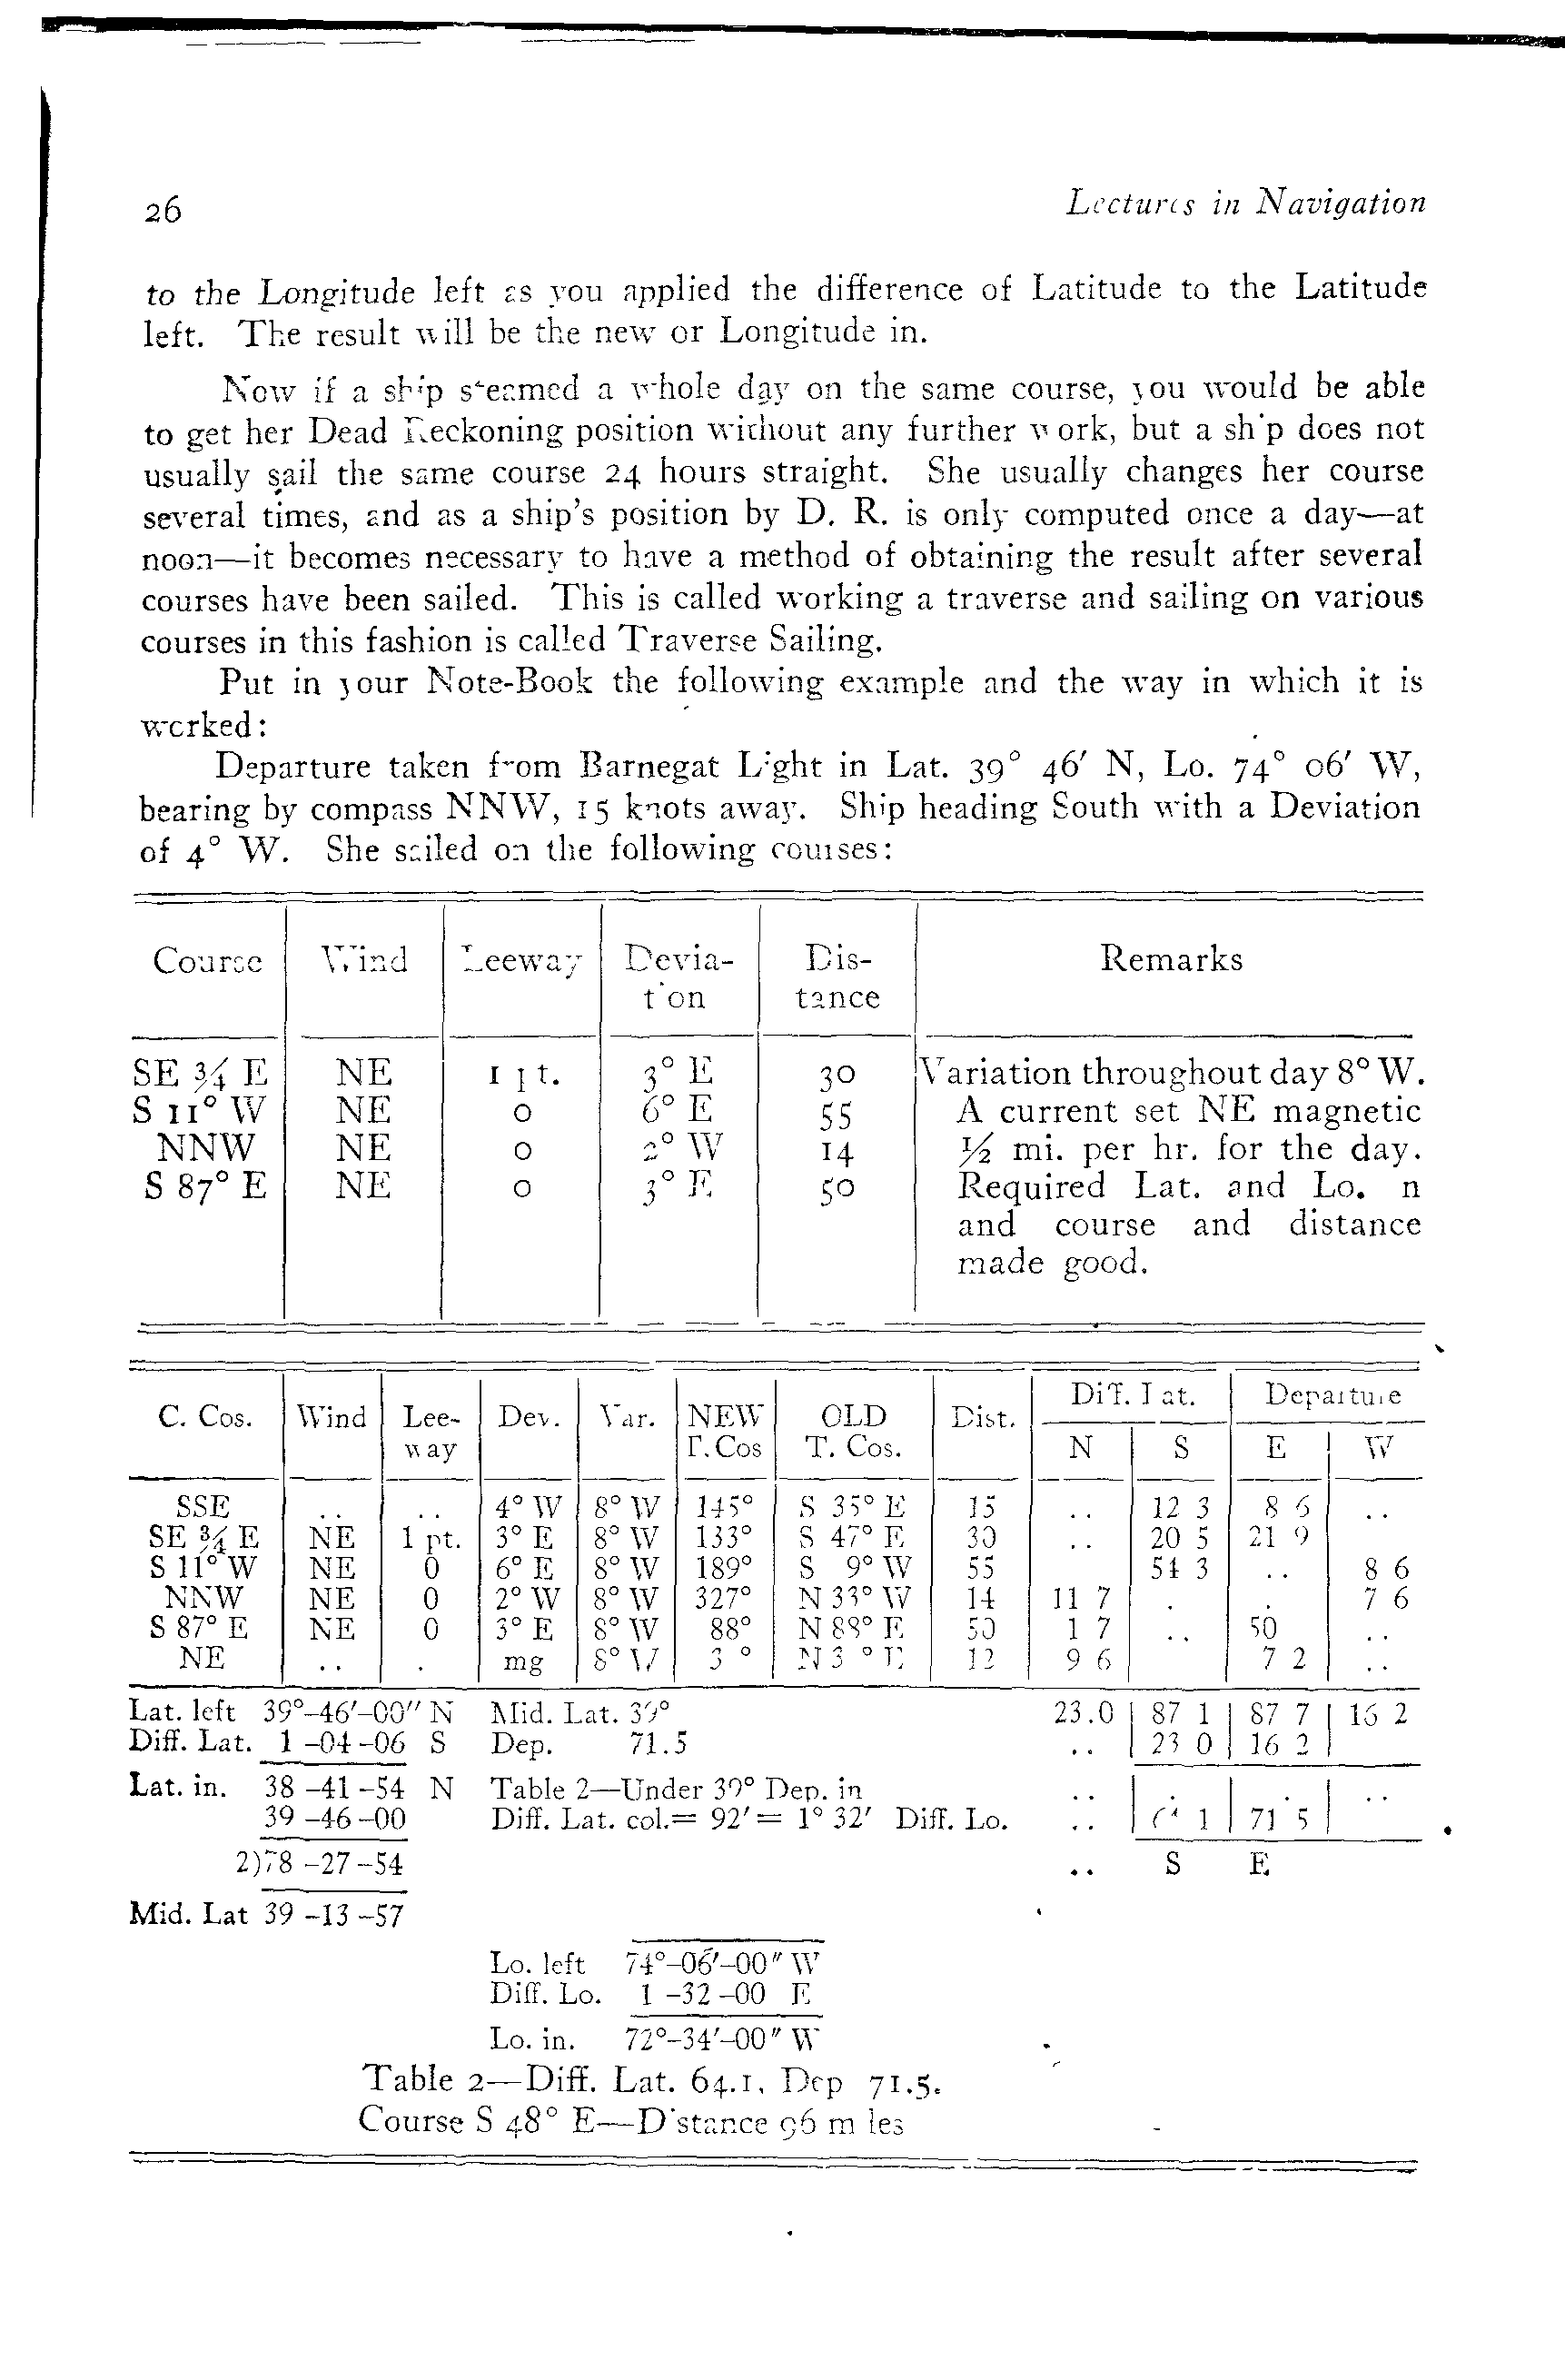 26 Lectures in Navigation
to the Longitude left as you applied the difference of Latitude to the Latitude
left. The result will be the new or Longitude in.
Now if a ship steamed a whole day on the same course, you would be able
to get her Dead Reckoning position without any further work, but a ship does not
usually sail the same course 24 hours straight. She usually changes her course
several times, and as a ship's position by D. R. is only computed once a day—at
noon—it becomes necessary to have a method of obtaining the result after several
courses have been sailed. This is called working a traverse and sailing on various
courses in this fashion is called Traverse Sailing.
Put in your Note-Book the following example and the way in which it is
worked:
Departure taken from Barnegat Light in Lat. 39° 46' N, Lo. 74° 06' W,
bearing by compass NNW, 15 knots away. Ship heading South with a Deviation
of 4° W. She sailed on the following courses:
Course Wind Leeway Devia- Dis- Remarks
tion tance
SE ¾ E NE 1 pt. 3° E 30 Variation throughout day 8° W.
S 11° W NE 0 6° E 55 A current set NE magnetic
NNW NE 0 2° W 14 ½ mi. per hr. for the day.
S 87° E NE 0 3° E 50 Required Lat. and Lo. n
and course and distance
made good.
Diff. Lat. Departure
C. Cos. Wind Lee- Dev. Var. NEW OLD Dist.
way T. Cos T. Cos. N S E W
SSE .. .. 4° W 8° W 145° S 35° E 15 .. 12 3 8 6 ..
SE ¾ E NE 1 pt. 3° E 8° W 133° S 47° E 30 .. 20 5 21 9
S 11° W NE 0 6° E 8° W 189° S 9° W 55 54 3 .. 8 6
NNW NE 0 2° W 8° W 327° N 33° W 14 11 7 . . 7 6
S 87° E NE 0 3° E 8° W 88° N 88° E 50 1 7 .. 50 ..
NE .. . mg 8° W 12 9 6 7 2 ..
Lat. left 39°–46'–00" N Mid. Lat. 39° 23.0 87 1 87 7 16 2
Diff. Lat. 1 –04 –06 S Dep. 71.5 .. 23 0 16 2
Lat. in. 38 –41 –54 N Table 2—Under 39° Dep. in .. . . ..
39 –46 –00 Diff. Lat. col.= 92'= 1° 32' Diff. Lo. .. 1 71 5
2)78 –27 –54 .. S E
Mid. Lat 39 –13 –57
Lo. left 74°–06'–00" W
Diff. Lo. 1 –32 –00 E
Lo. in. 72°–34'–00" W
Table 2—Diff. Lat. 64.1, Dep 71.5.
Course S 48° E—Distance 96 m les